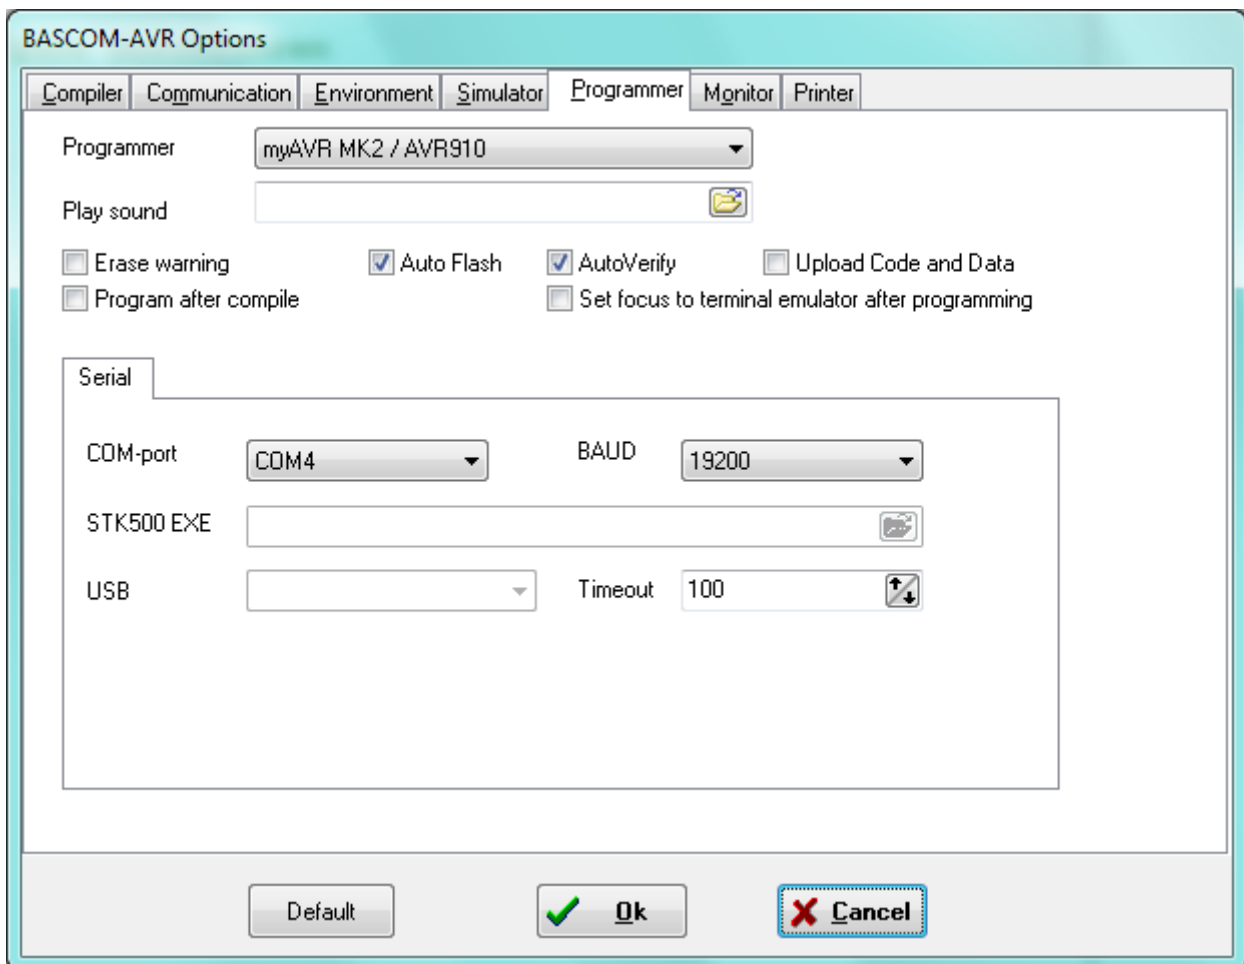 BASCOM-AVR Options
Compiler Communication Environment Simulator Programmer Monitor Printer
Programmer myAVR MK2 / AVR910
Play sound
Erase warning Auto Flash AutoVerify Upload Code and Data
Program after compile Set focus to terminal emulator after programming
Serial
COM-port COM4 BAUD 19200
STK500 EXE
USB Timeout 100
Default Ok Cancel